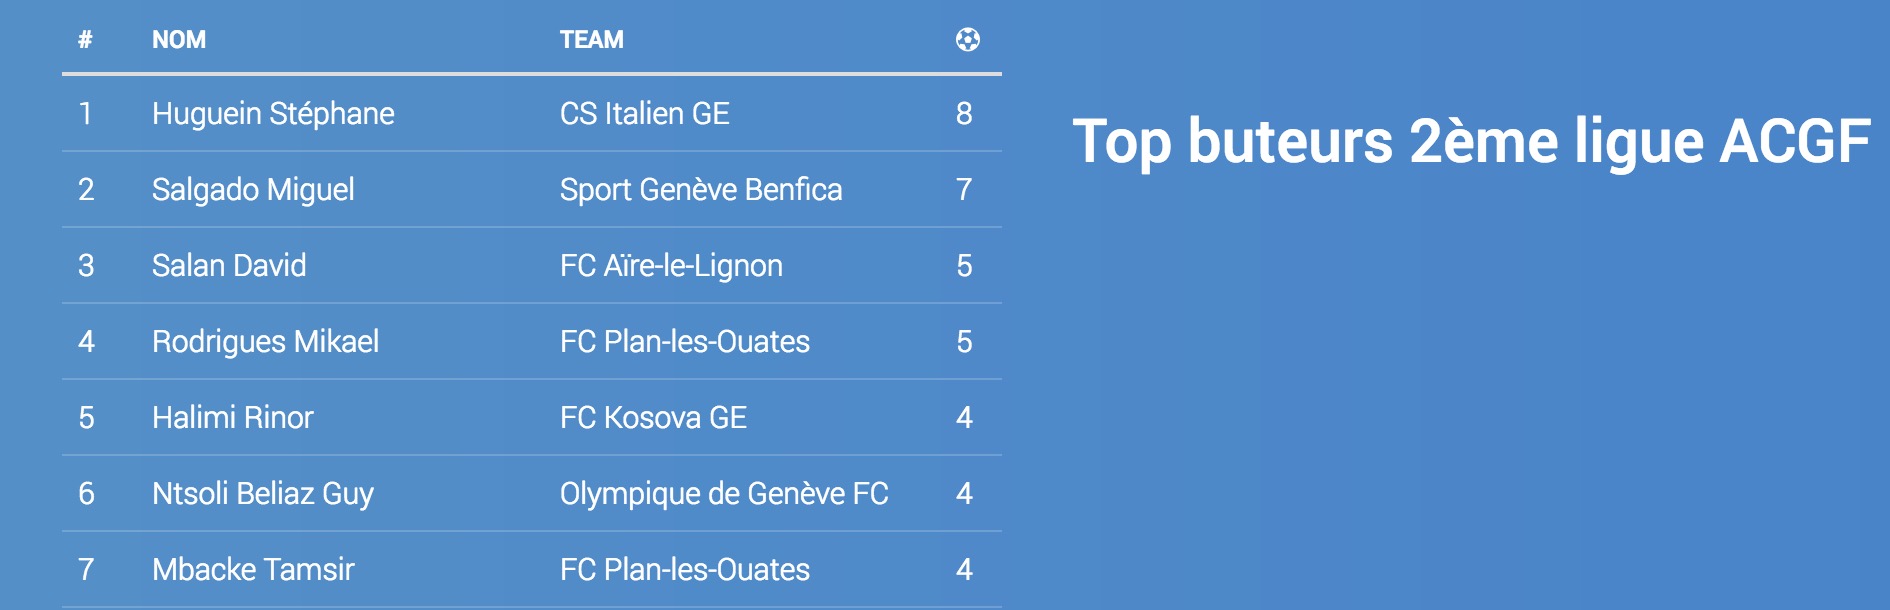 # NOM TEAM
1 Huguein Stéphane CS Italien GE 8
Top buteurs 2ème ligue ACGF
2 Salgado Miguel Sport Genève Benfica 7
3 Salan David FC Aïre-le-Lignon 5
4 Rodrigues Mikael FC Plan-les-Ouates 5
5 Halimi Rinor FC Kosova GE 4
6 Ntsoli Beliaz Guy Olympique de Genève FC 4
7 Mbacke Tamsir FC Plan-les-Ouates 4